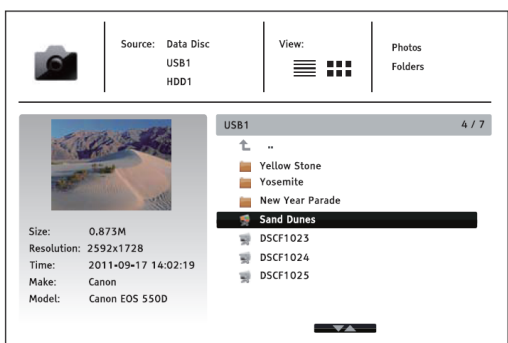 Source: Data Disc
USB1
HDD1
View:
Photos
Folders
USB1 4 / 7
..
Yellow Stone
Yosemite
New Year Parade
Sand Dunes
DSCF1023
DSCF1024
DSCF1025
Size: 0.873M
Resolution: 2592x1728
Time: 2011-09-17 14:02:19
Make: Canon
Model: Canon EOS 550D